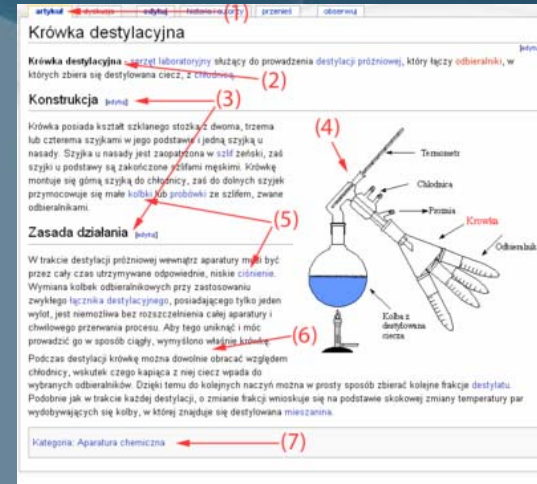 artykuł dyskusja edytuj historia i autorzy przenieś obserwuj
(1)
Krówka destylacyjna
Krówka destylacyjna - sprzęt laboratoryjny służący do prowadzenia destylacji próżniowej, który łączy odbieralniki, w
których zbiera się destylowana ciecz, z chłodnicą.
(2)
Konstrukcja [edytuj]
(3)
Krówka posiada kształt szklanego stożka z dwoma, trzema
lub czterema szyjkami w jego podstawie i jedną szyjką u
nasady. Szyjka u nasady jest zaopatrzona w szlif żeński, zaś
szyjki u podstawy są zakończone szlifami męskimi. Krówkę
montuje się górną szyjką do chłodnicy, zaś do dolnych szyjek
przymocowuje się małe kolbki lub probówki ze szlifem, zwane
odbieralnikami.
(4)
Termometr
Chłodnica
Próżnia
Krowka
Odbieralnik
Kolba z
destylowana
ciecza
(5)
Zasada działania [edytuj]
W trakcie destylacji próżniowej wewnątrz aparatury musi być
przez cały czas utrzymywane odpowiednie, niskie ciśnienie.
Wymiana kolbek odbieralnikowych przy zastosowaniu
zwykłego łącznika destylacyjnego, posiadającego tylko jeden
wylot, jest niemożliwa bez rozszczelnienia całej aparatury i
chwilowego przerwania procesu. Aby tego uniknąć i móc
prowadzić go w sposób ciągły, wymyślono właśnie krówkę.
(6)
Podczas destylacji krówkę można dowolnie obracać względem
chłodnicy, wskutek czego kapiąca z niej ciecz wpada do
wybranych odbieralników. Dzięki temu do kolejnych naczyń można w prosty sposób zbierać kolejne frakcje destylatu.
Podobnie jak w trakcie każdej destylacji, o zmianie frakcji wnioskuje się na podstawie skokowej zmiany temperatury par
wydobywających się kolby, w której znajduje się destylowana mieszanina.
Kategoria: Aparatura chemiczna
(7)